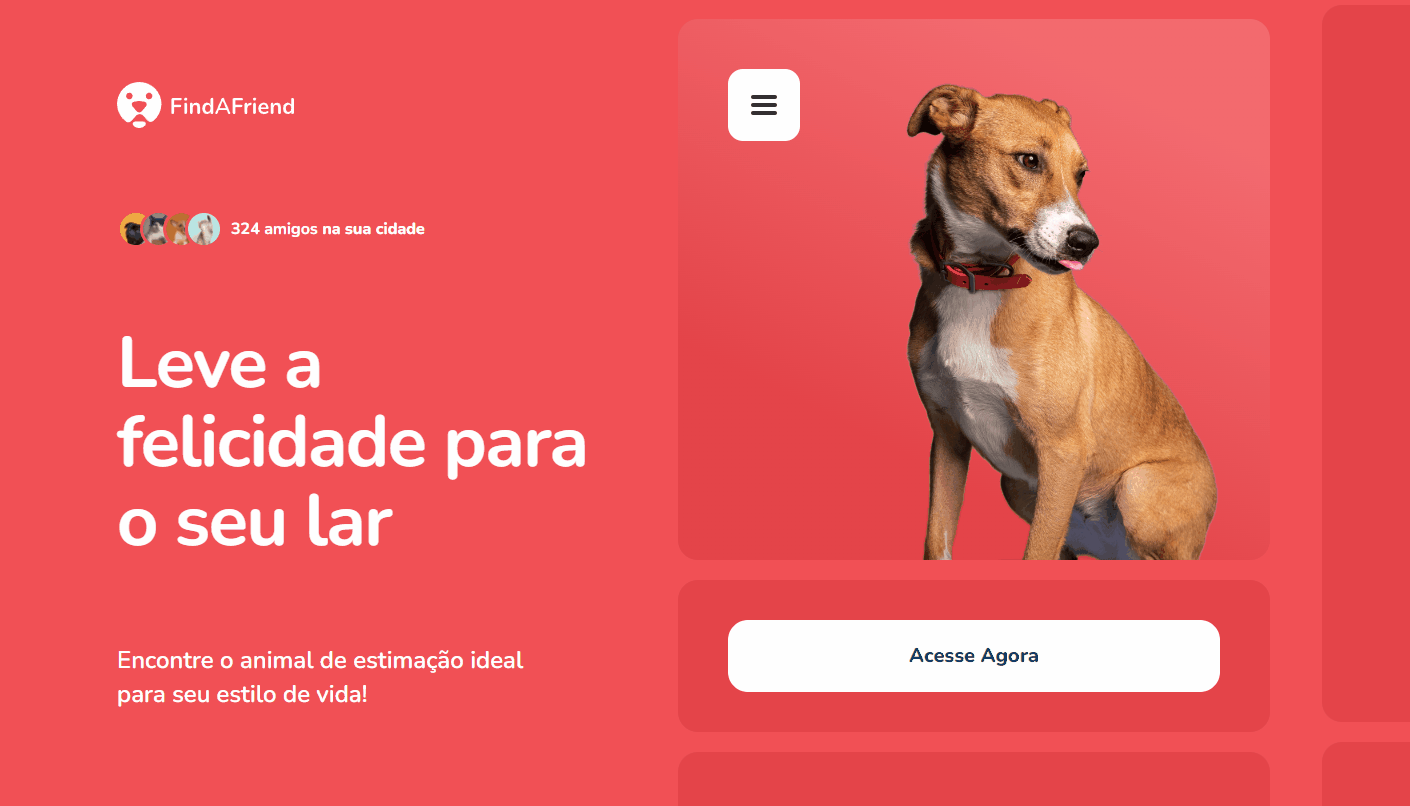 FindAFriend
324 amigos na sua cidade
Leve a
felicidade para
o seu lar
Encontre o animal de estimação ideal
para seu estilo de vida!
Acesse Agora